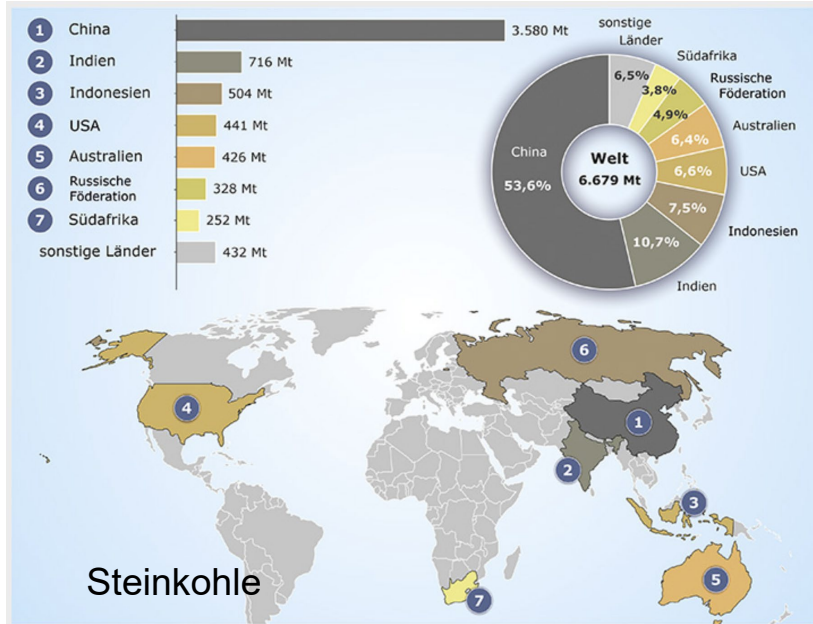 1 China 3.580 Mt
2 Indien 716 Mt
3 Indonesien 504 Mt
4 USA 441 Mt
5 Australien 426 Mt
6 Russische
Föderation 328 Mt
7 Südafrika 252 Mt
sonstige Länder 432 Mt
sonstige
Länder
6,5%
Südafrika
3,8%
Russische
Föderation
4,9%
Australien
6,4%
USA
6,6%
Indonesien
7,5%
Indien
10,7%
China
53,6%
Welt
6.679 Mt
6
4
1
2
3
5
7
Steinkohle